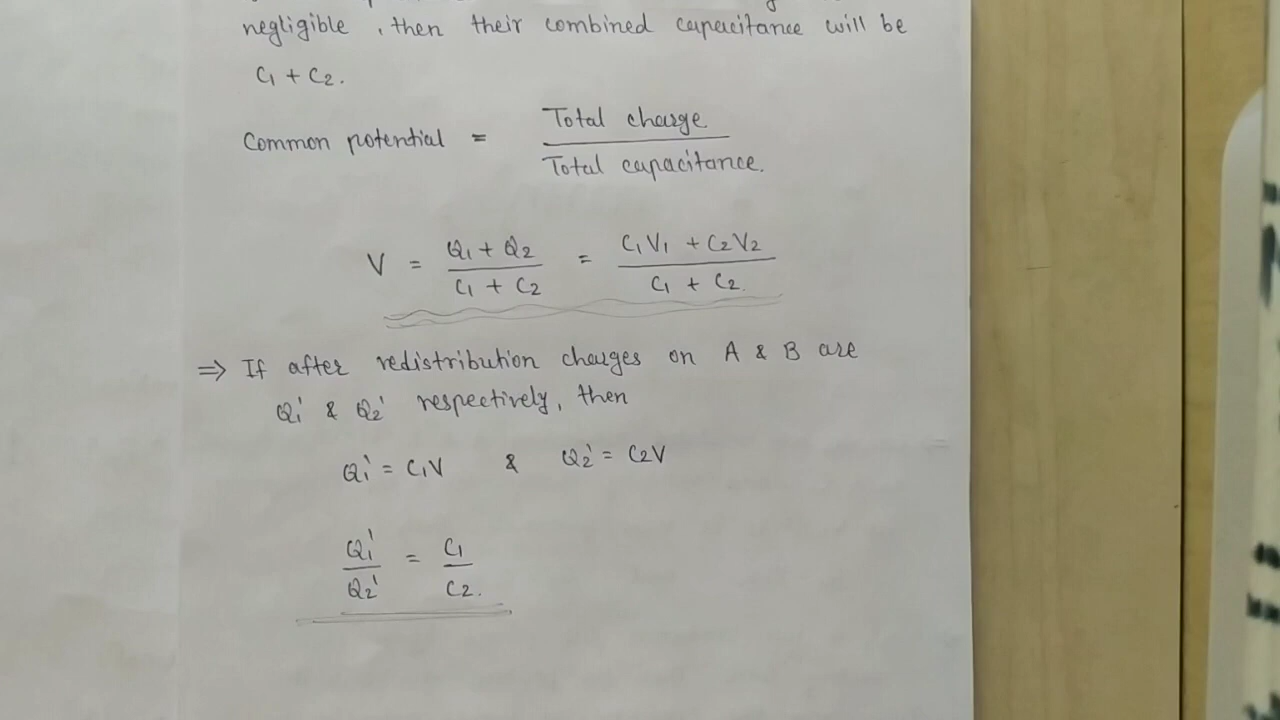 negligible , then their combined capacitance will be
C1 + C2.
Common potential = Total charge / Total capacitance.
V = Q1 + Q2 / C1 + C2 = C1V1 + C2V2 / C1 + C2.
⇒ If after redistribution charges on A & B are
Q1' & Q2' respectively, then
Q1' = C1V & Q2' = C2V
Q1' / Q2' = C1 / C2.